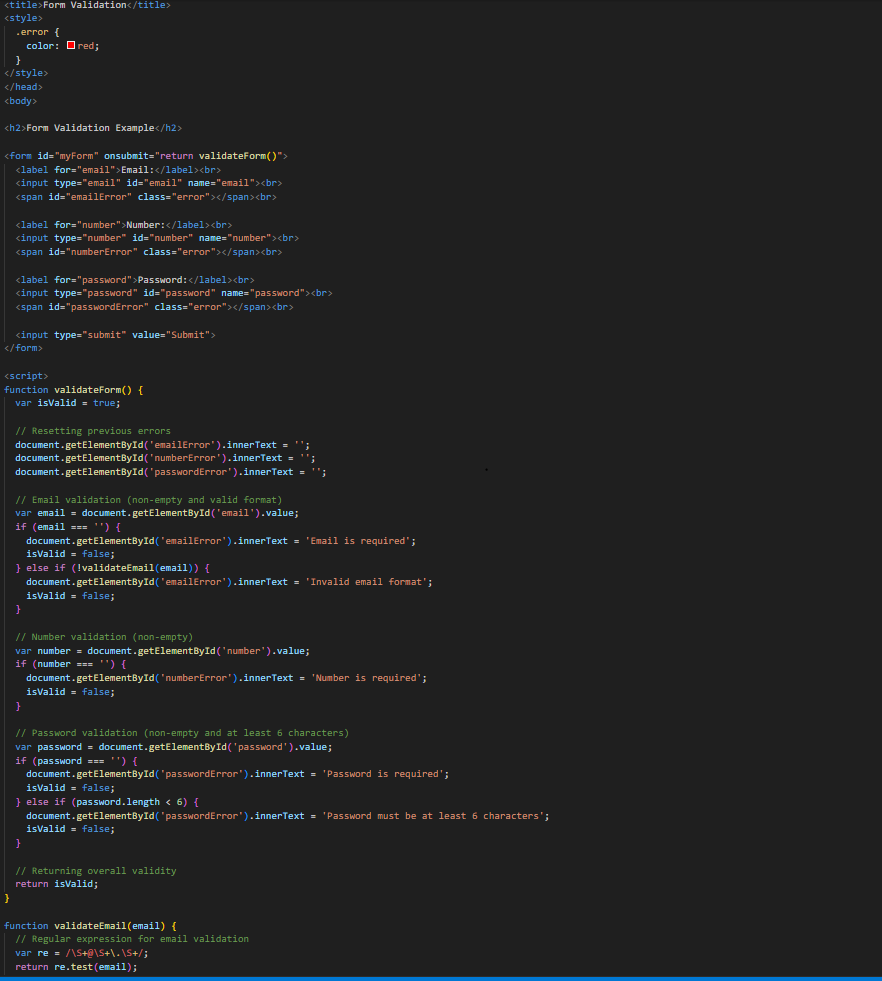 <title>Form Validation</title>
<style>
  .error {
    color: red;
  }
</style>
</head>
<body>

<h2>Form Validation Example</h2>

<form id="myForm" onsubmit="return validateForm()">
  <label for="email">Email:</label><br>
  <input type="email" id="email" name="email"><br>
  <span id="emailError" class="error"></span><br>

  <label for="number">Number:</label><br>
  <input type="number" id="number" name="number"><br>
  <span id="numberError" class="error"></span><br>

  <label for="password">Password:</label><br>
  <input type="password" id="password" name="password"><br>
  <span id="passwordError" class="error"></span><br>

  <input type="submit" value="Submit">
</form>

<script>
function validateForm() {
  var isValid = true;

  // Resetting previous errors
  document.getElementById('emailError').innerText = '';
  document.getElementById('numberError').innerText = '';
  document.getElementById('passwordError').innerText = '';

  // Email validation (non-empty and valid format)
  var email = document.getElementById('email').value;
  if (email === '') {
    document.getElementById('emailError').innerText = 'Email is required';
    isValid = false;
  } else if (!validateEmail(email)) {
    document.getElementById('emailError').innerText = 'Invalid email format';
    isValid = false;
  }

  // Number validation (non-empty)
  var number = document.getElementById('number').value;
  if (number === '') {
    document.getElementById('numberError').innerText = 'Number is required';
    isValid = false;
  }

  // Password validation (non-empty and at least 6 characters)
  var password = document.getElementById('password').value;
  if (password === '') {
    document.getElementById('passwordError').innerText = 'Password is required';
    isValid = false;
  } else if (password.length < 6) {
    document.getElementById('passwordError').innerText = 'Password must be at least 6 characters';
    isValid = false;
  }

  // Returning overall validity
  return isValid;
}

function validateEmail(email) {
  // Regular expression for email validation
  var re = /\S+@\S+\.\S+/;
  return re.test(email);